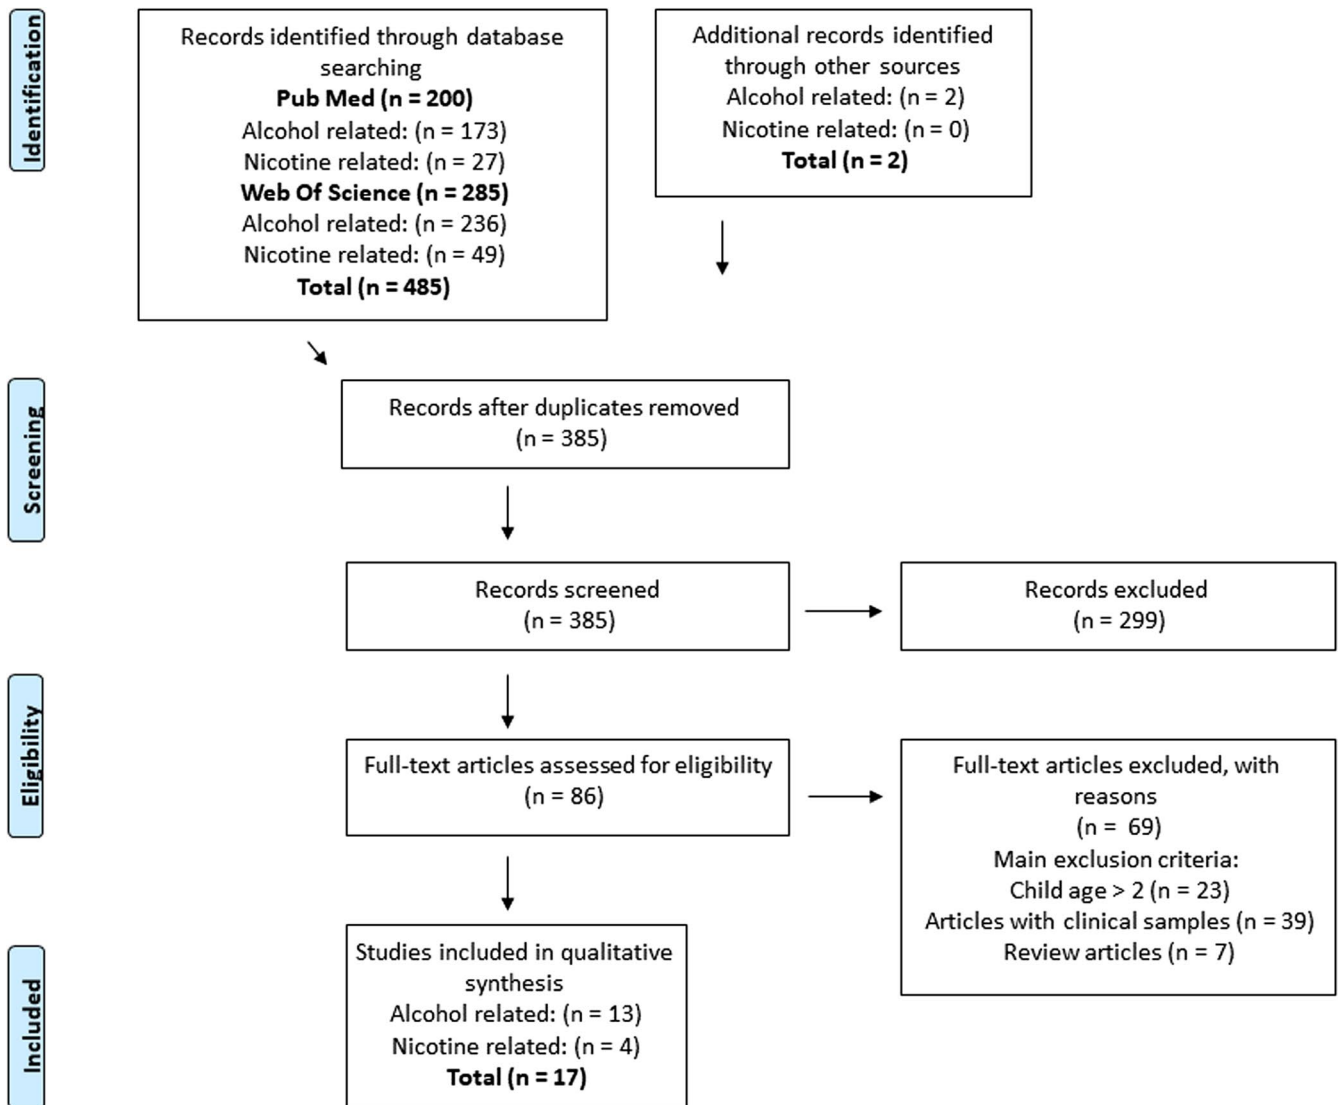 Identification
Records identified through database
searching
Pub Med (n = 200)
Alcohol related: (n = 173)
Nicotine related: (n = 27)
Web Of Science (n = 285)
Alcohol related: (n = 236)
Nicotine related: (n = 49)
Total (n = 485)
Additional records identified
through other sources
Alcohol related: (n = 2)
Nicotine related: (n = 0)
Total (n = 2)
Screening
Records after duplicates removed
(n = 385)
Records screened
(n = 385)
Records excluded
(n = 299)
Eligibility
Full-text articles assessed for eligibility
(n = 86)
Full-text articles excluded, with
reasons
(n = 69)
Main exclusion criteria:
Child age > 2 (n = 23)
Articles with clinical samples (n = 39)
Review articles (n = 7)
Included
Studies included in qualitative
synthesis
Alcohol related: (n = 13)
Nicotine related: (n = 4)
Total (n = 17)